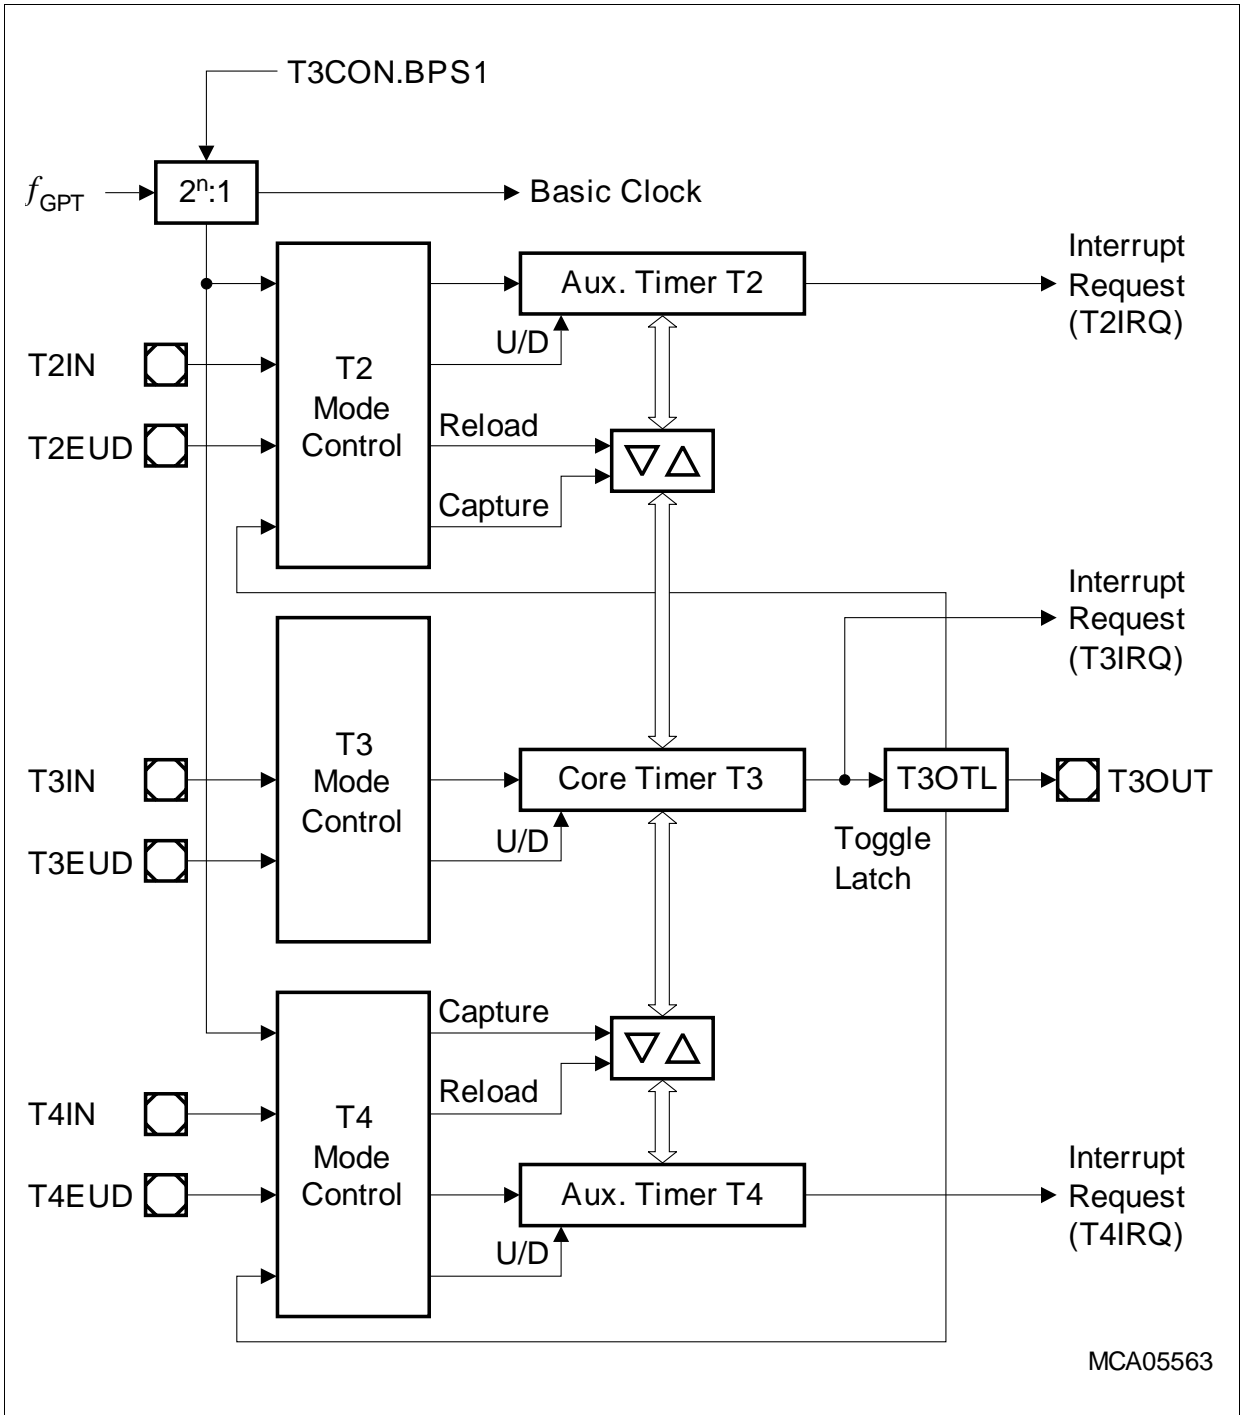 T3CON.BPS1
fGPT
2ⁿ:1
Basic Clock
Interrupt
Request
(T2IRQ)
Aux. Timer T2
U/D
T2IN
T2EUD
T2
Mode
Control
Reload
Capture
Interrupt
Request
(T3IRQ)
T3IN
T3EUD
T3
Mode
Control
Core Timer T3
U/D
T3OTL
T3OUT
Toggle
Latch
Capture
Reload
T4IN
T4EUD
T4
Mode
Control
Aux. Timer T4
U/D
Interrupt
Request
(T4IRQ)
MCA05563